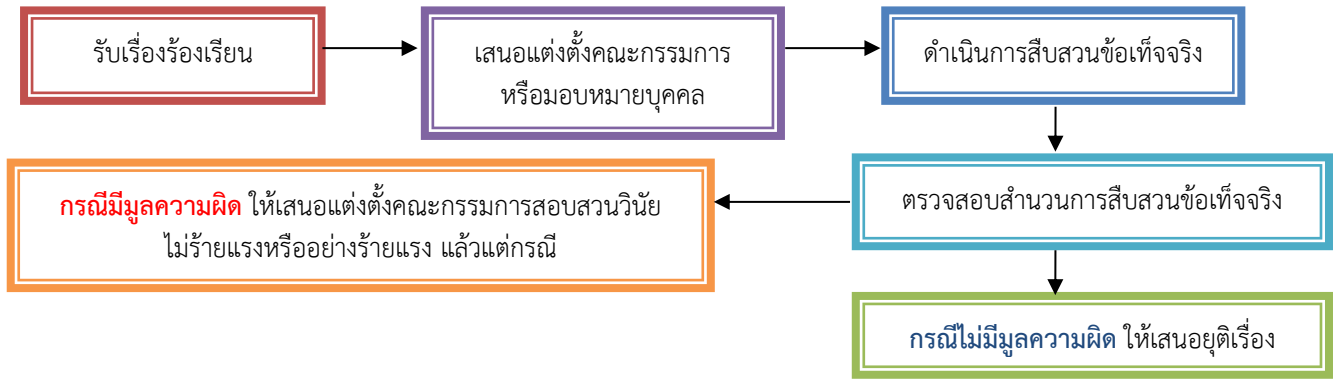 รับเรื่องร้องเรียน
เสนอแต่งตั้งคณะกรรมการ
หรือมอบหมายบุคคล
ดำเนินการสืบสวนข้อเท็จจริง
ตรวจสอบสำนวนการสืบสวนข้อเท็จจริง
กรณีมีมูลความผิด ให้เสนอแต่งตั้งคณะกรรมการสอบสวนวินัย
ไม่ร้ายแรงหรืออย่างร้ายแรง แล้วแต่กรณี
กรณีไม่มีมูลความผิด ให้เสนอยุติเรื่อง